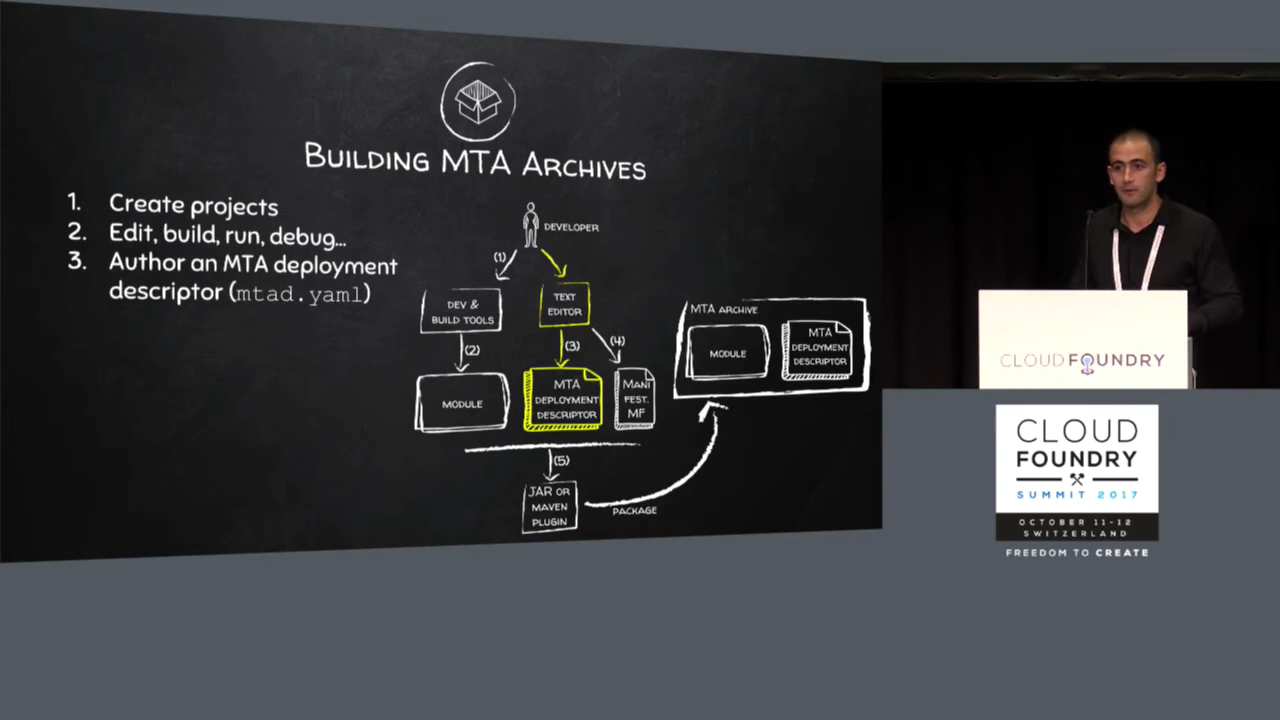 BUILDING MTA ARCHIVES
1. Create projects
2. Edit, build, run, debug...
3. Author an MTA deployment
descriptor (mtad.yaml)
DEVELOPER
(1)
DEV &
BUILD TOOLS
TEXT
EDITOR
(2)
(3)
(4)
MODULE
MTA
DEPLOYMENT
DESCRIPTOR
MANI
FEST.
MF
(5)
JAR OR
MAVEN
PLUGIN
PACKAGE
MTA ARCHIVE
MODULE
MTA
DEPLOYMENT
DESCRIPTOR
CLOUD FOUNDRY
CLOUD
FOUNDRY
SUMMIT 2017
OCTOBER 11-12
SWITZERLAND
FREEDOM TO CREATE